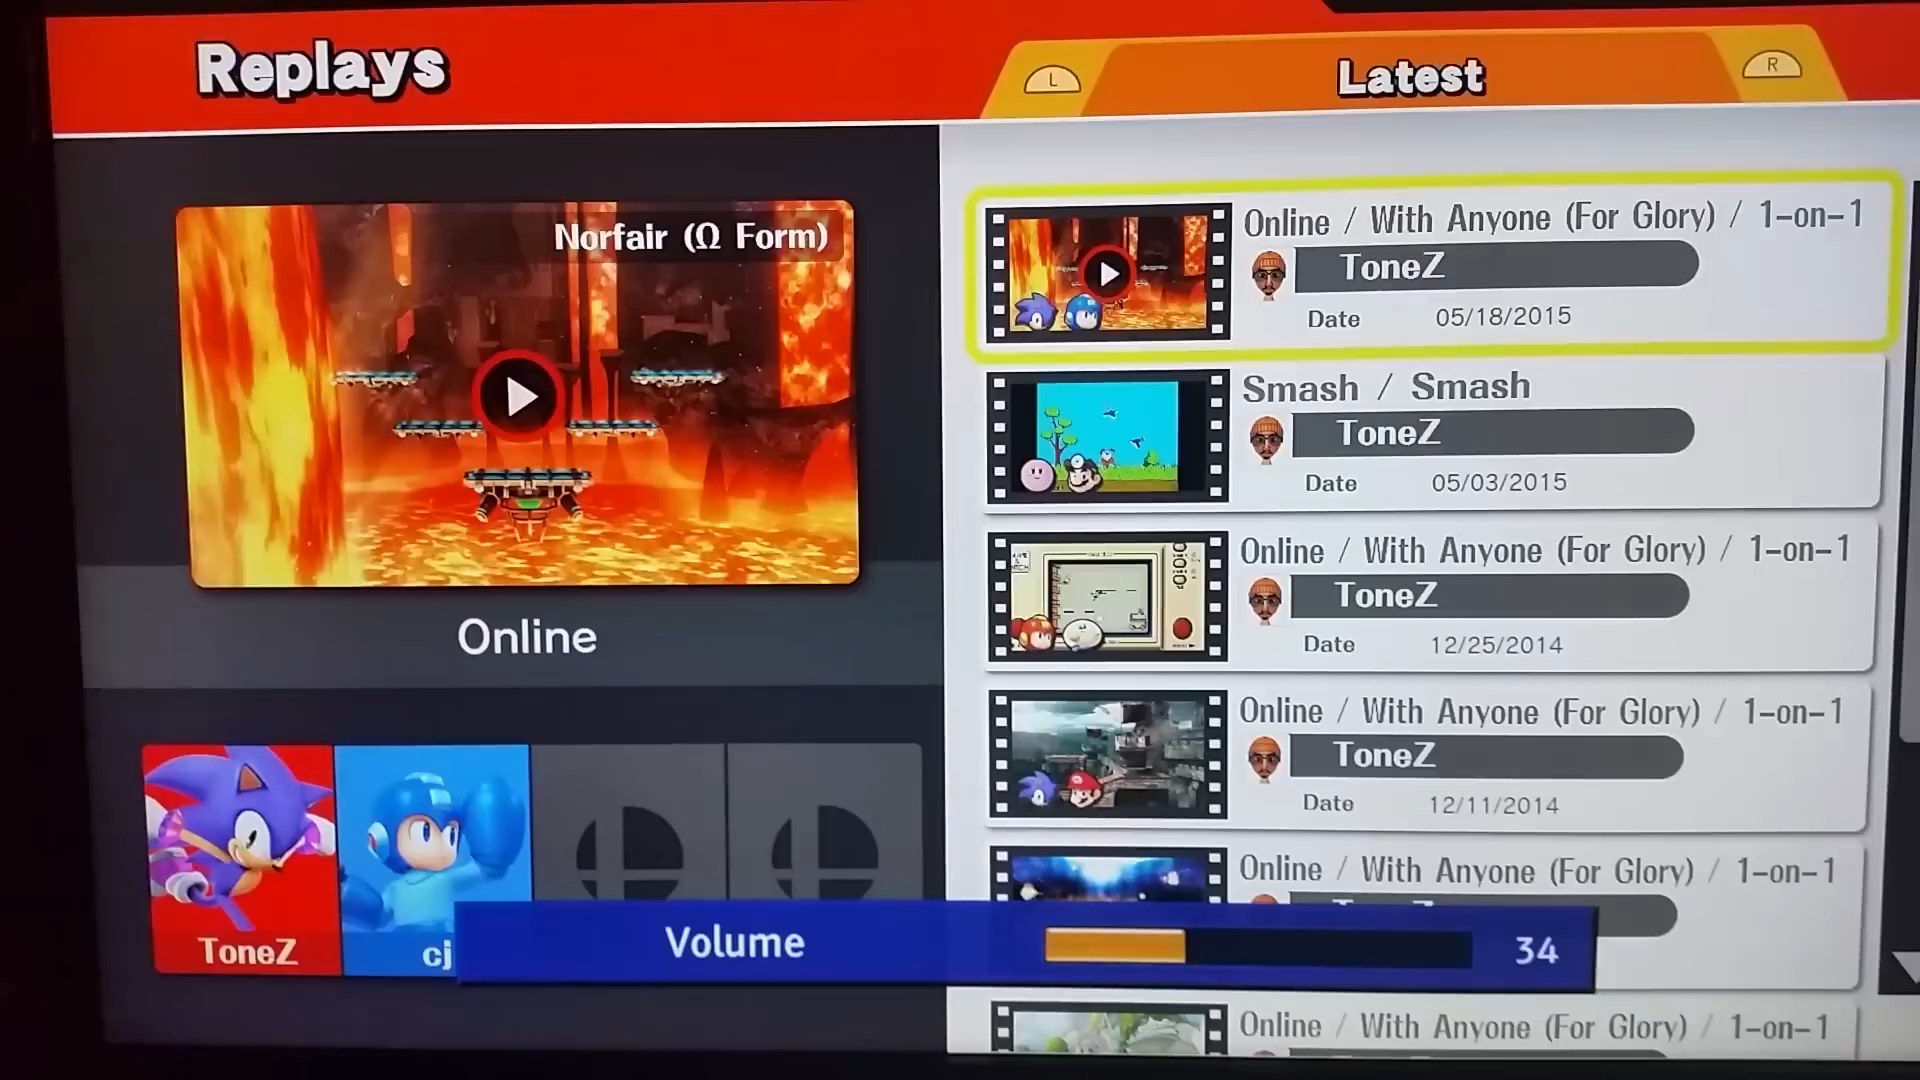 Replays
L
Latest
R
Norfair (Ω Form)
Online
ToneZ
cj
Online / With Anyone (For Glory) / 1-on-1
ToneZ
Date 05/18/2015
Smash / Smash
ToneZ
Date 05/03/2015
Online / With Anyone (For Glory) / 1-on-1
ToneZ
Date 12/25/2014
Online / With Anyone (For Glory) / 1-on-1
ToneZ
Date 12/11/2014
Online / With Anyone (For Glory) / 1-on-1
Volume 34
Online / With Anyone (For Glory) / 1-on-1